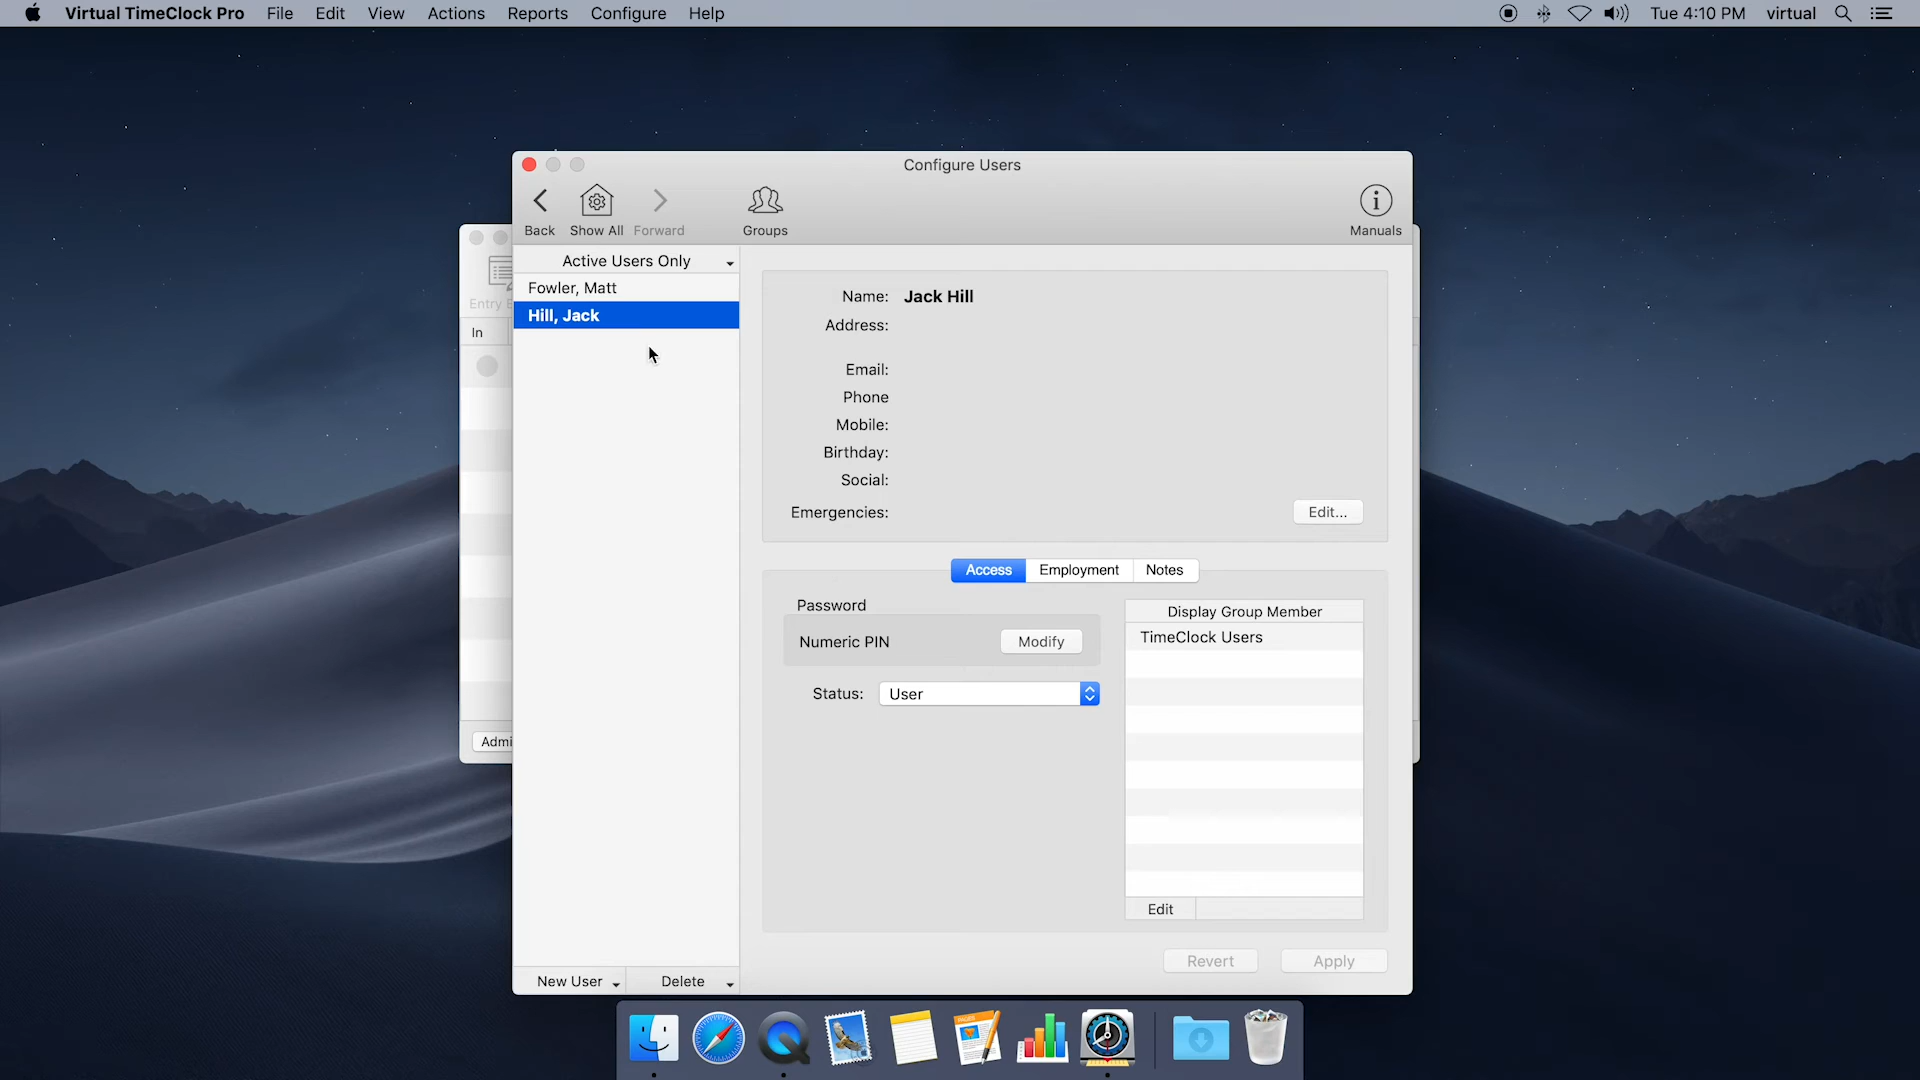 Virtual TimeClock Pro File Edit View Actions Reports Configure Help Tue 4:10 PM virtual
Configure Users
Back Show All Forward Groups Manuals
Active Users Only
Fowler, Matt
Hill, Jack
Entry
In
Name: Jack Hill
Address:
Email:
Phone
Mobile:
Birthday:
Social:
Emergencies:
Edit...
Access Employment Notes
Password
Numeric PIN Modify
Status: User
Display Group Member
TimeClock Users
Edit
Admi
Revert Apply
New User Delete
PAGES